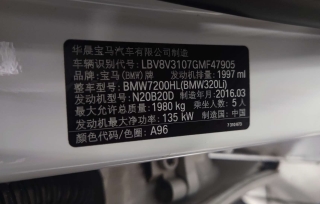 华晨宝马汽车有限公司制造
车辆识别代号: LBV8V3107GMF47905
品牌: 宝马(BMW)牌 发动机排量: 1997 ml
整车型号: BMW7200HL(BMW320Li)
发动机型号: N20B20D 制造年月: 2016.03
最大允许总质量: 1980 kg 乘坐人数: 5 人
发动机最大净功率: 135 kW 制造国: 中国
颜色代码/色圈: A96